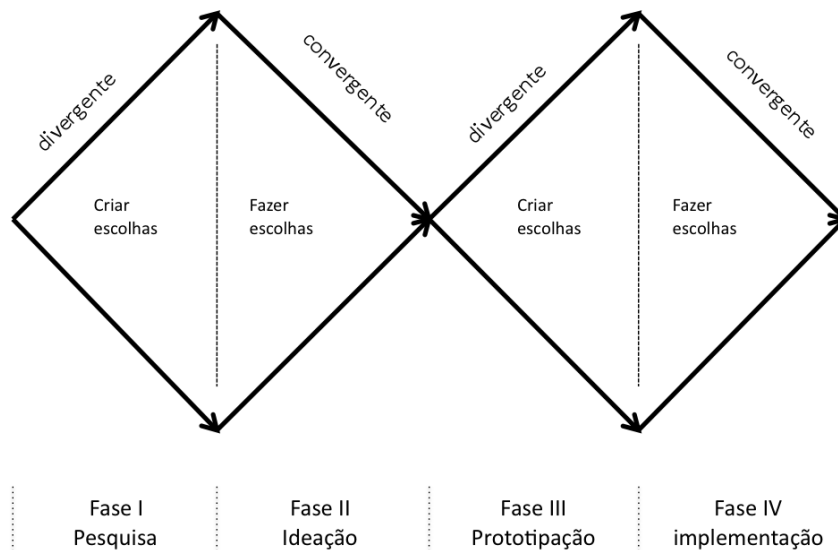 divergente
convergente
divergente
convergente
Criar
escolhas
Fazer
escolhas
Criar
escolhas
Fazer
escolhas
Fase I
Pesquisa
Fase II
Ideação
Fase III
Prototipação
Fase IV
implementação